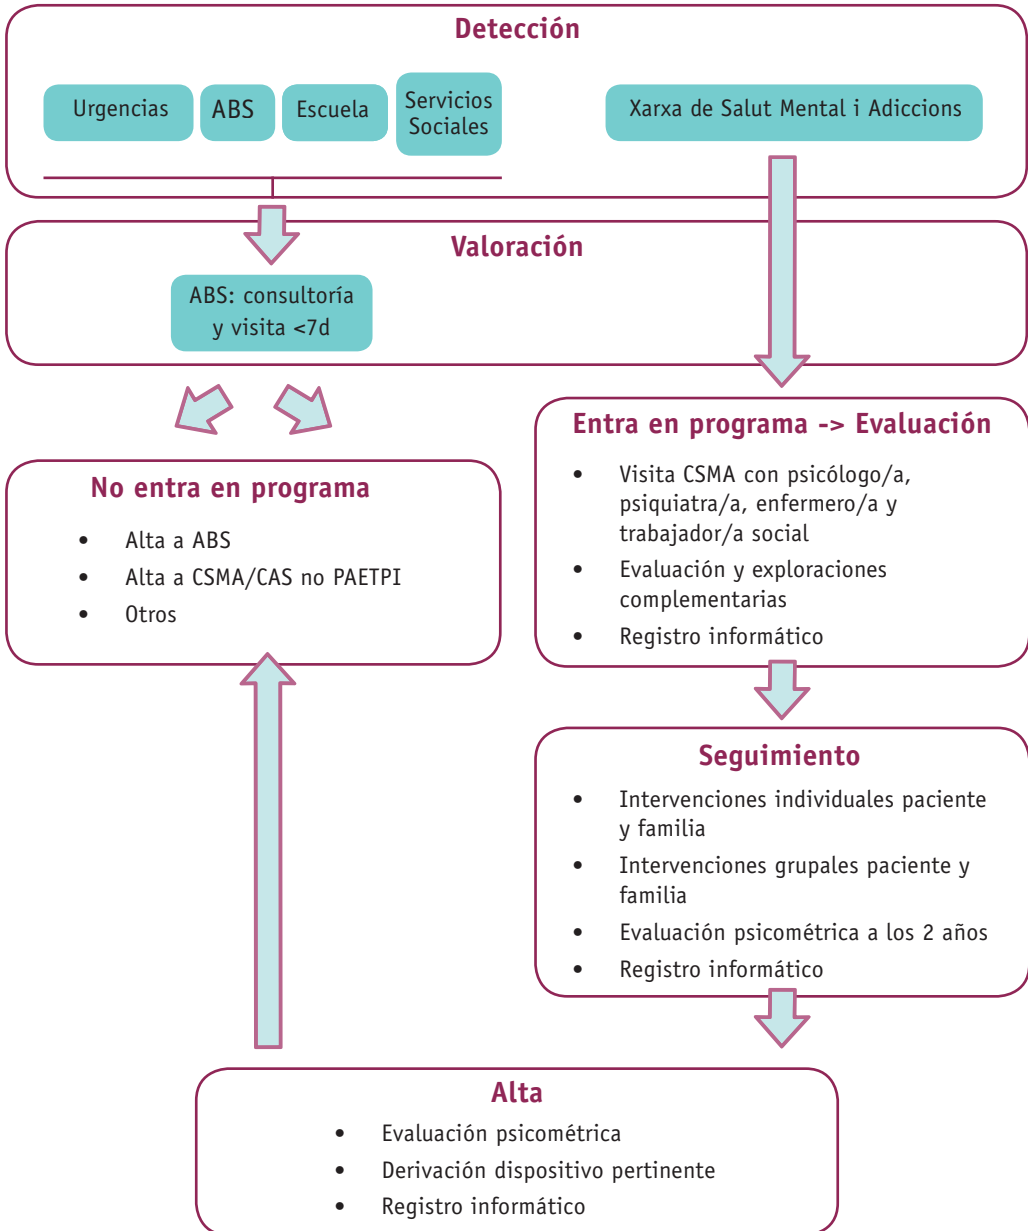 Detección
Urgencias
ABS
Escuela
Servicios
Sociales
Xarxa de Salut Mental i Adiccions
Valoración
ABS: consultoría
y visita <7d
No entra en programa
• Alta a ABS
• Alta a CSMA/CAS no PAETPI
• Otros
Entra en programa -> Evaluación
• Visita CSMA con psicólogo/a,
psiquiatra/a, enfermero/a y
trabajador/a social
• Evaluación y exploraciones
complementarias
• Registro informático
Seguimiento
• Intervenciones individuales paciente
y familia
• Intervenciones grupales paciente y
familia
• Evaluación psicométrica a los 2 años
• Registro informático
Alta
• Evaluación psicométrica
• Derivación dispositivo pertinente
• Registro informático